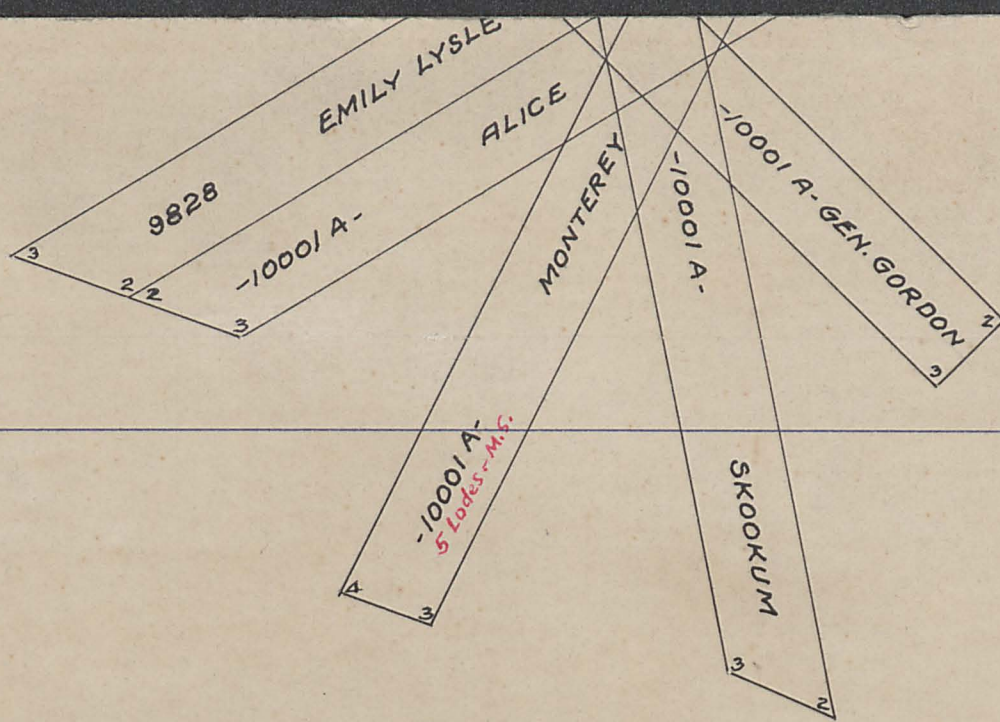 EMILY LYSLE
9828
3
2
ALICE
-10001 A-
2
3
MONTEREY
-10001 A-
5 Lodes-M.S.
4
3
-10001 A-
SKOOKUM
3
2
-10001 A- GEN. GORDON
2
3